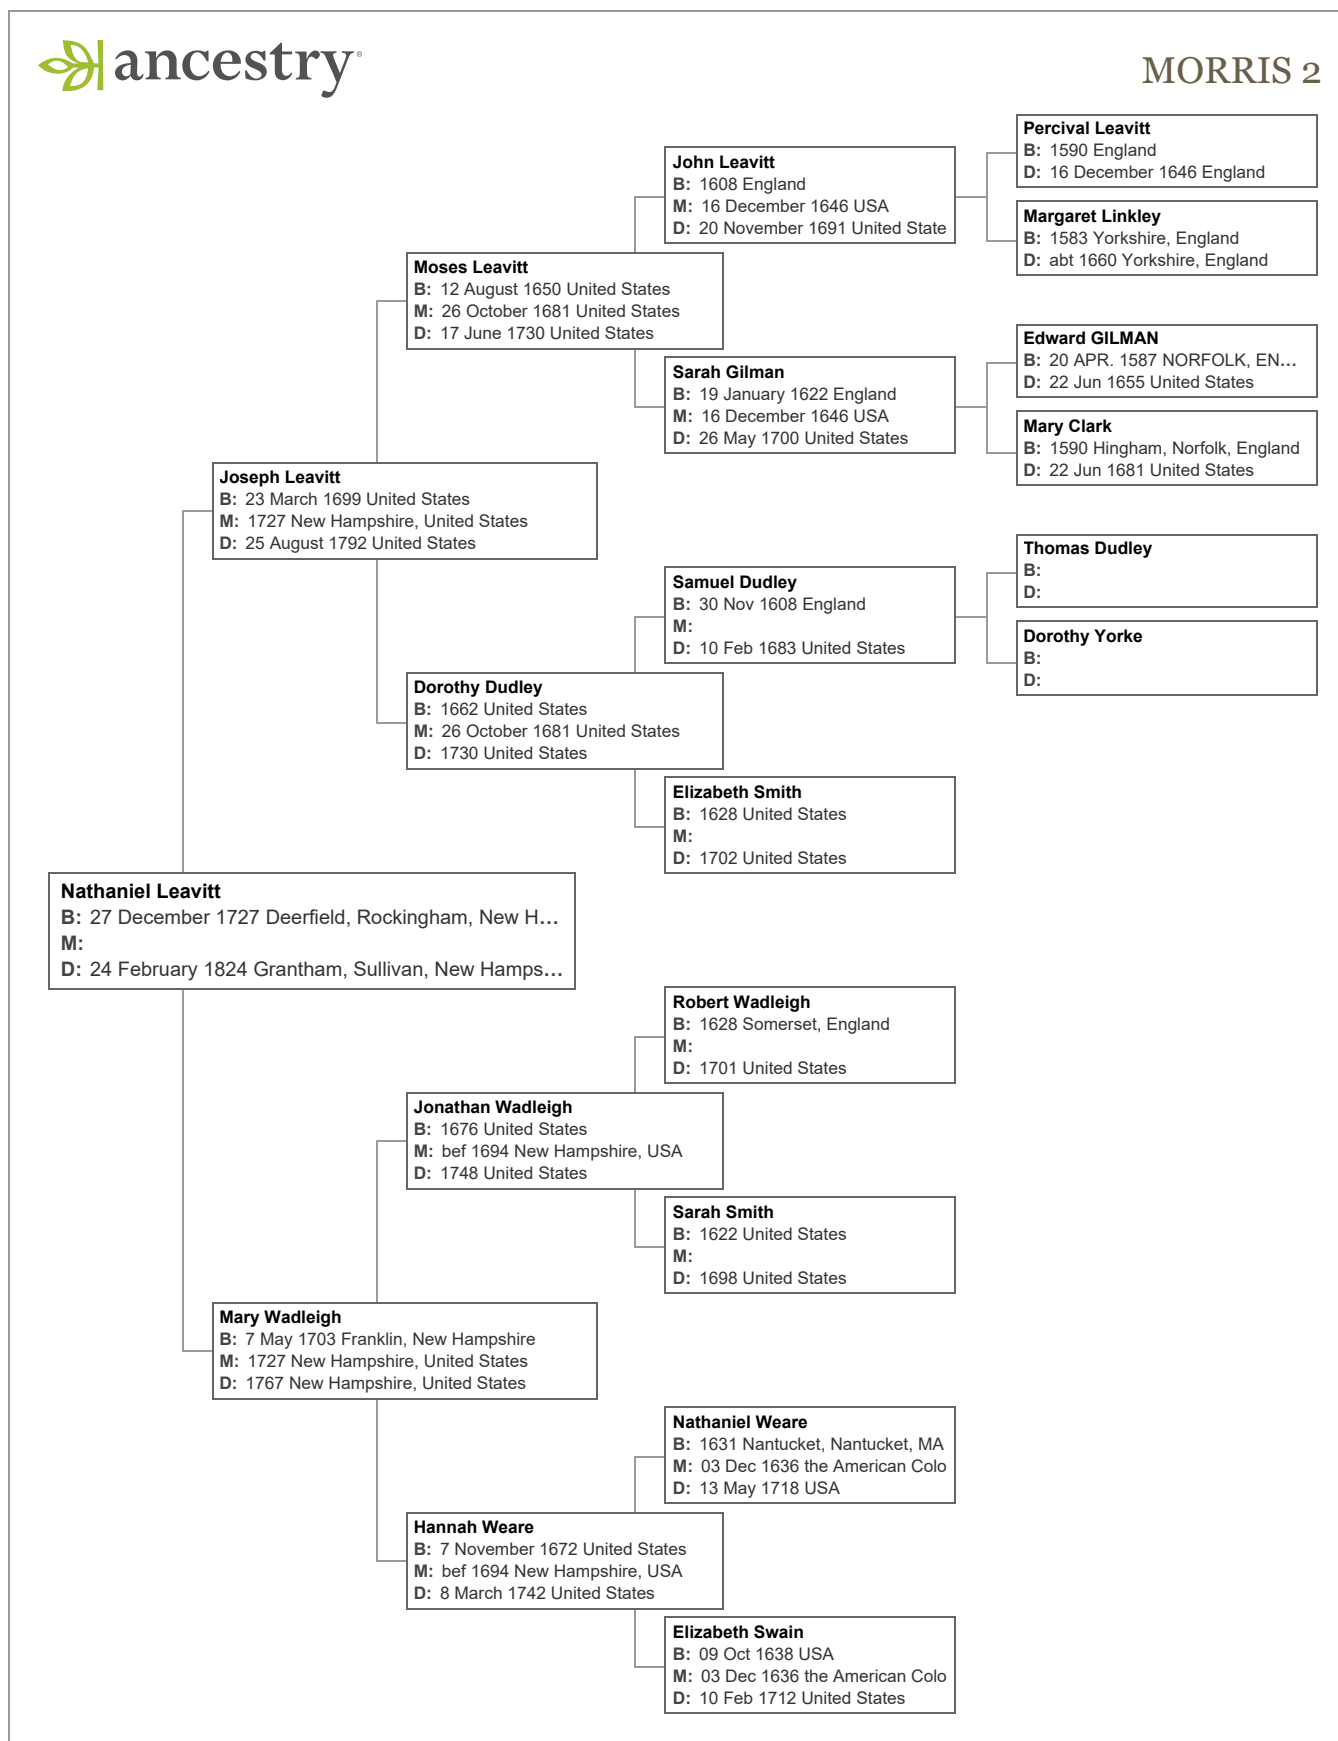 ancestry®
MORRIS 2
Percival Leavitt
B: 1590 England
D: 16 December 1646 England
John Leavitt
B: 1608 England
M: 16 December 1646 USA
D: 20 November 1691 United State
Margaret Linkley
B: 1583 Yorkshire, England
D: abt 1660 Yorkshire, England
Moses Leavitt
B: 12 August 1650 United States
M: 26 October 1681 United States
D: 17 June 1730 United States
Edward GILMAN
B: 20 APR. 1587 NORFOLK, EN...
D: 22 Jun 1655 United States
Sarah Gilman
B: 19 January 1622 England
M: 16 December 1646 USA
D: 26 May 1700 United States
Mary Clark
B: 1590 Hingham, Norfolk, England
D: 22 Jun 1681 United States
Joseph Leavitt
B: 23 March 1699 United States
M: 1727 New Hampshire, United States
D: 25 August 1792 United States
Thomas Dudley
B:
D:
Samuel Dudley
B: 30 Nov 1608 England
M:
D: 10 Feb 1683 United States
Dorothy Yorke
B:
D:
Dorothy Dudley
B: 1662 United States
M: 26 October 1681 United States
D: 1730 United States
Elizabeth Smith
B: 1628 United States
M:
D: 1702 United States
Nathaniel Leavitt
B: 27 December 1727 Deerfield, Rockingham, New H...
M:
D: 24 February 1824 Grantham, Sullivan, New Hamps...
Robert Wadleigh
B: 1628 Somerset, England
M:
D: 1701 United States
Jonathan Wadleigh
B: 1676 United States
M: bef 1694 New Hampshire, USA
D: 1748 United States
Sarah Smith
B: 1622 United States
M:
D: 1698 United States
Mary Wadleigh
B: 7 May 1703 Franklin, New Hampshire
M: 1727 New Hampshire, United States
D: 1767 New Hampshire, United States
Nathaniel Weare
B: 1631 Nantucket, Nantucket, MA
M: 03 Dec 1636 the American Colo
D: 13 May 1718 USA
Hannah Weare
B: 7 November 1672 United States
M: bef 1694 New Hampshire, USA
D: 8 March 1742 United States
Elizabeth Swain
B: 09 Oct 1638 USA
M: 03 Dec 1636 the American Colo
D: 10 Feb 1712 United States